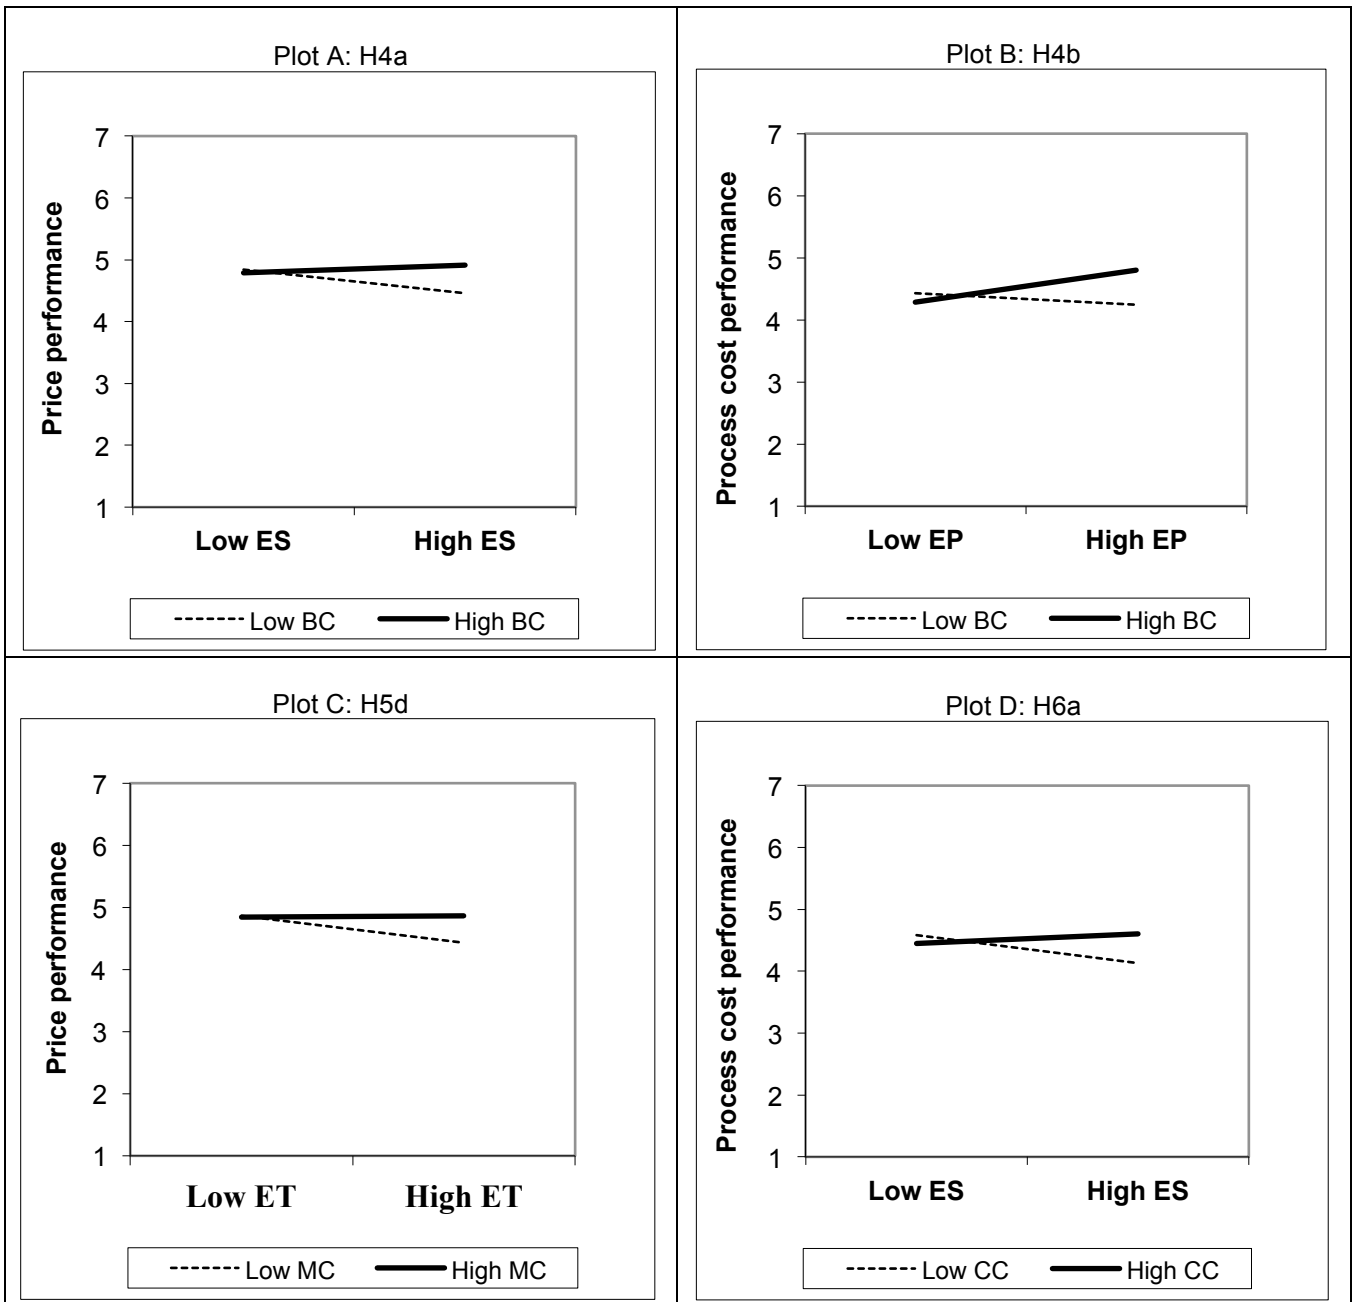 Plot A: H4a
Price performance
7
6
5
4
3
2
1
Low ES High ES
Low BC High BC
Plot B: H4b
Process cost performance
7
6
5
4
3
2
1
Low EP High EP
Low BC High BC
Plot C: H5d
Price performance
7
6
5
4
3
2
1
Low ET High ET
Low MC High MC
Plot D: H6a
Process cost performance
7
6
5
4
3
2
1
Low ES High ES
Low CC High CC